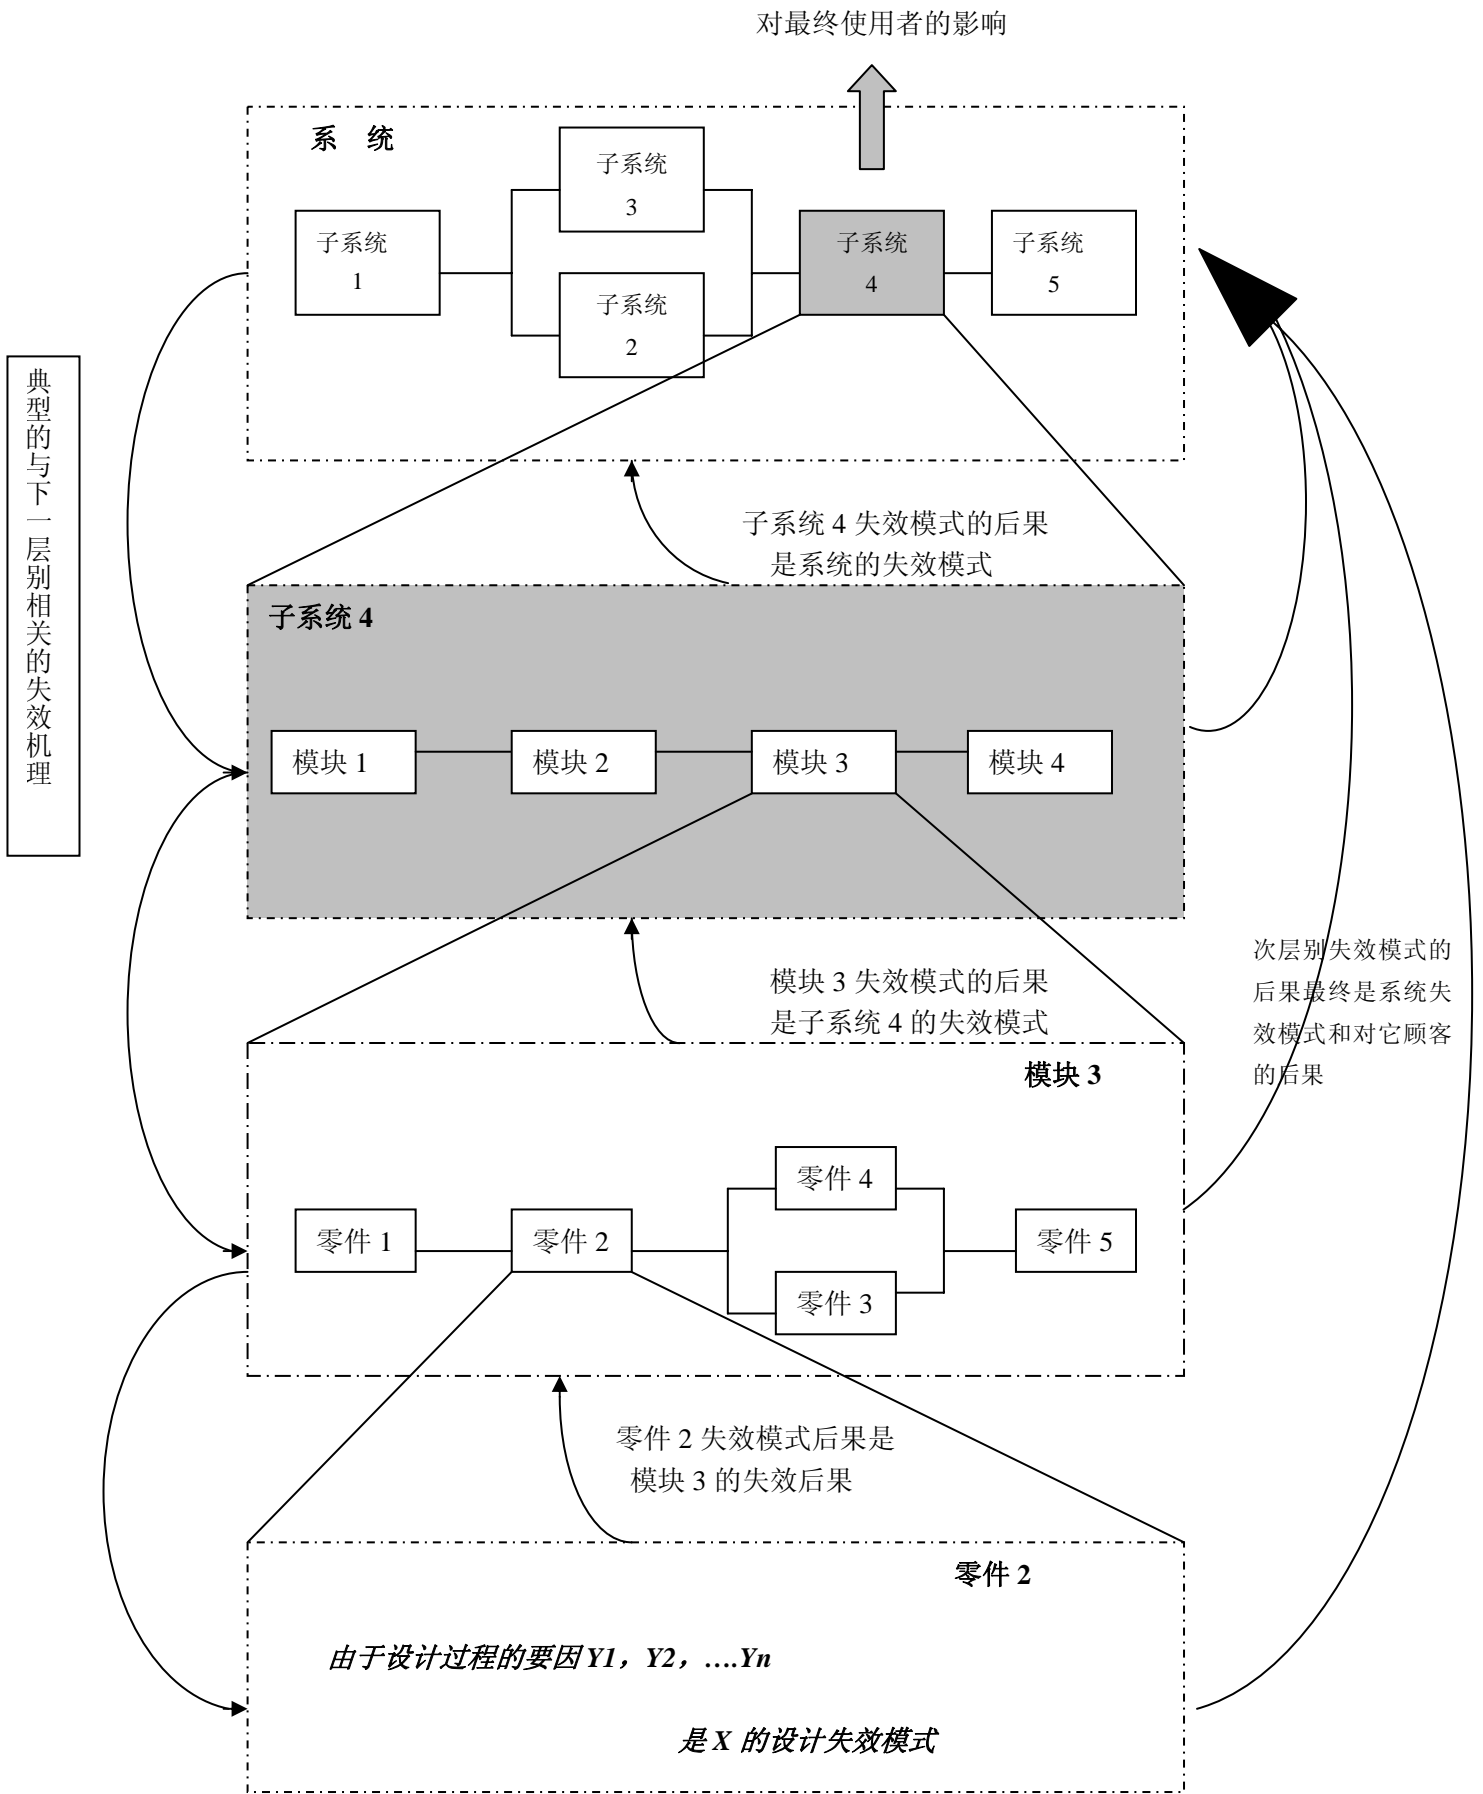 对最终使用者的影响
系 统
子系统
3
子系统
1
子系统
2
子系统
4
子系统
5
典型的与下一层别相关的失效机理
子系统 4 失效模式的后果
是系统的失效模式
子系统 4
模块 1
模块 2
模块 3
模块 4
模块 3 失效模式的后果
是子系统 4 的失效模式
次层别失效模式的
后果最终是系统失
效模式和对它顾客
的后果
模块 3
零件 4
零件 1
零件 2
零件 5
零件 3
零件 2 失效模式后果是
模块 3 的失效后果
零件 2
由于设计过程的要因 Y1，Y2，….Yn
是 X 的设计失效模式